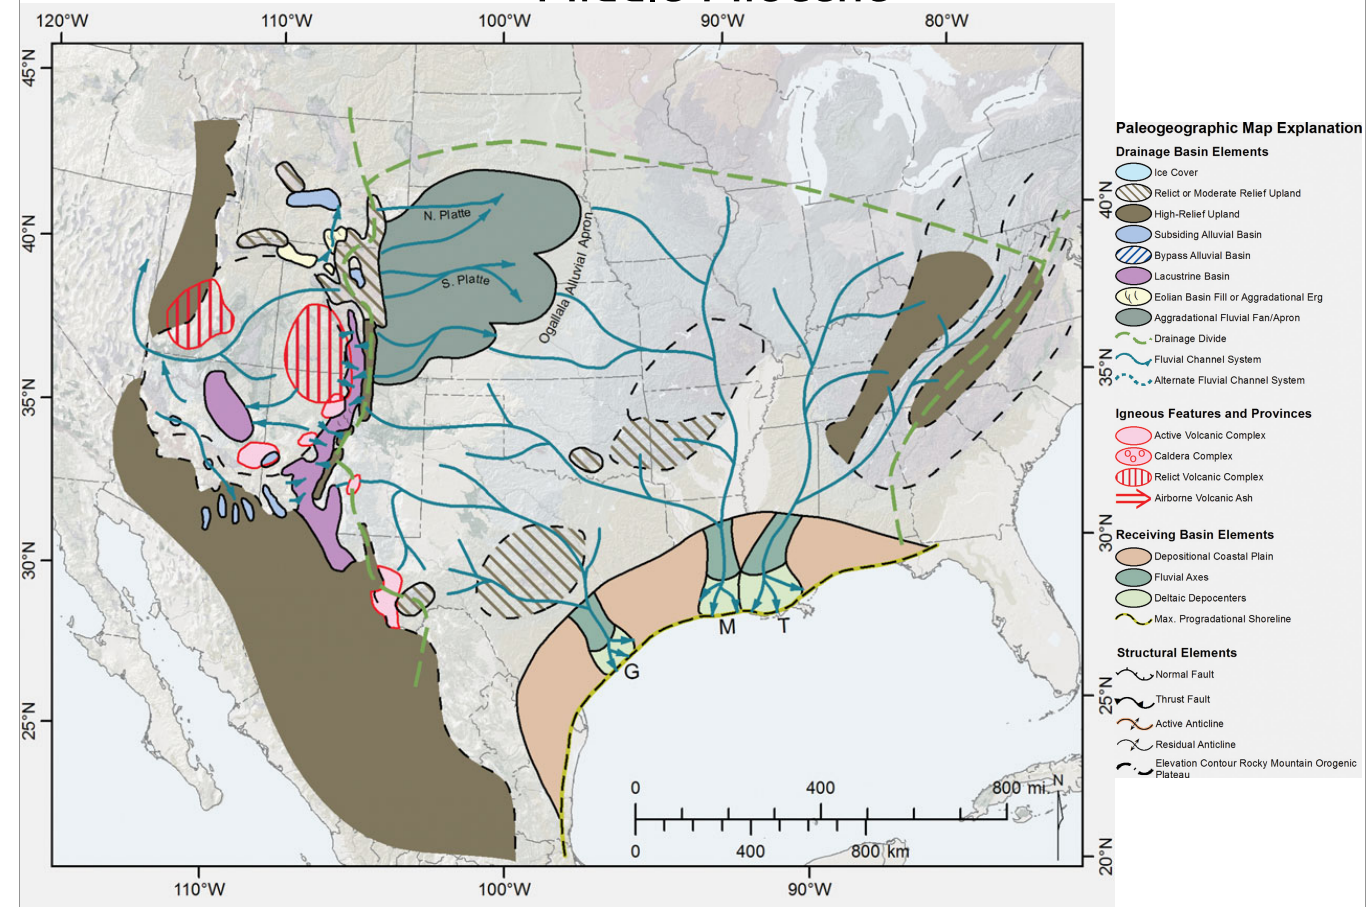 Middle Miocene
120°W
110°W
100°W
90°W
80°W
45°N
40°N
35°N
30°N
25°N
40°N
35°N
30°N
25°N
20°N
N. Platte
S. Platte
Ogallala Alluvial Apron
M
T
G
0 400 800 mi.
N
0 400 800 km
110°W
100°W
90°W
Paleogeographic Map Explanation
Drainage Basin Elements
Ice Cover
Relict or Moderate Relief Upland
High-Relief Upland
Subsiding Alluvial Basin
Bypass Alluvial Basin
Lacustrine Basin
Eolian Basin Fill or Aggradational Erg
Aggradational Fluvial Fan/Apron
Drainage Divide
Fluvial Channel System
Alternate Fluvial Channel System
Igneous Features and Provinces
Active Volcanic Complex
Caldera Complex
Relict Volcanic Complex
Airborne Volcanic Ash
Receiving Basin Elements
Depositional Coastal Plain
Fluvial Axes
Deltaic Depocenters
Max. Progradational Shoreline
Structural Elements
Normal Fault
Thrust Fault
Active Anticline
Residual Anticline
Elevation Contour Rocky Mountain Orogenic
Plateau